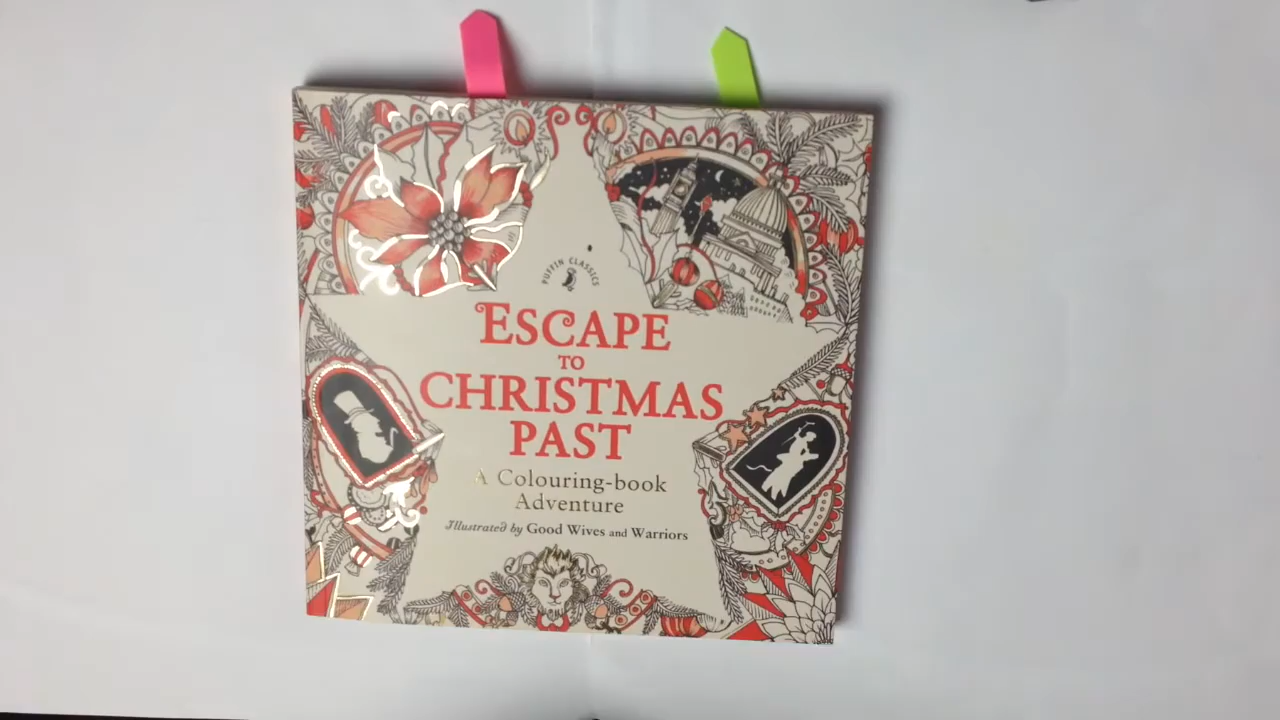 PUFFIN CLASSICS
ESCAPE
TO
CHRISTMAS
PAST
A Colouring-book
Adventure
Illustrated by Good Wives and Warriors